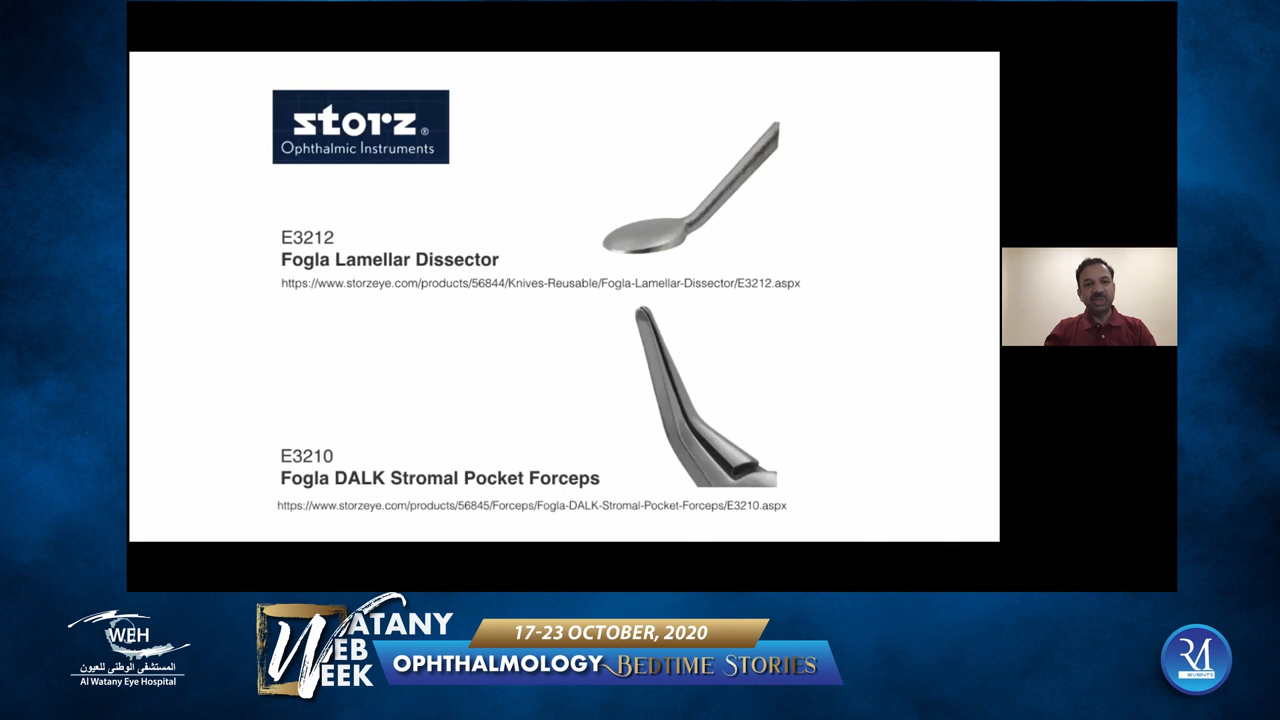 storz®
Ophthalmic Instruments
E3212
Fogla Lamellar Dissector
https://www.storzeye.com/products/56844/Knives-Reusable/Fogla-Lamellar-Dissector/E3212.aspx
E3210
Fogla DALK Stromal Pocket Forceps
https://www.storzeye.com/products/56845/Forceps/Fogla-DALK-Stromal-Pocket-Forceps/E3210.aspx
WEH
المستشفى الوطنى للعيون
Al Watany Eye Hospital
WATANY
WEB
WEEK
17-23 OCTOBER, 2020
OPHTHALMOLOGY BEDTIME STORIES
RM
EVENTS